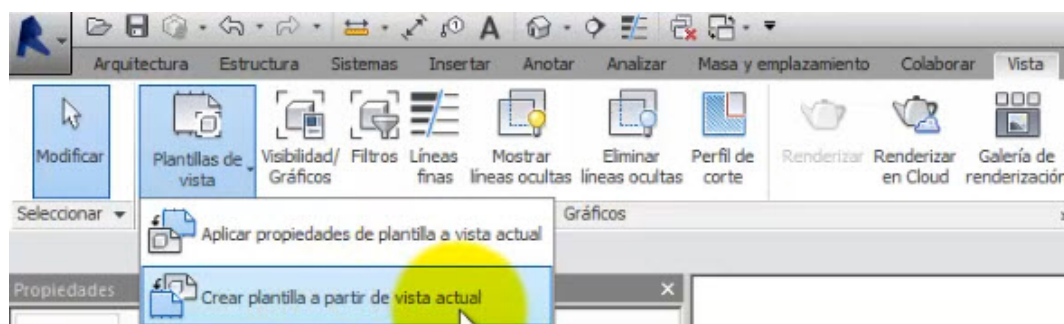 Arquitectura Estructura Sistemas Insertar Anotar Analizar Masa y emplazamiento Colaborar Vista
Modificar
Plantillas de vista
Visibilidad/ Gráficos
Filtros
Líneas finas
Mostrar líneas ocultas
Eliminar líneas ocultas
Perfil de corte
Renderizar
Renderizar en Cloud
Galería de renderización
Seleccionar
Gráficos
Aplicar propiedades de plantilla a vista actual
Propiedades
Crear plantilla a partir de vista actual